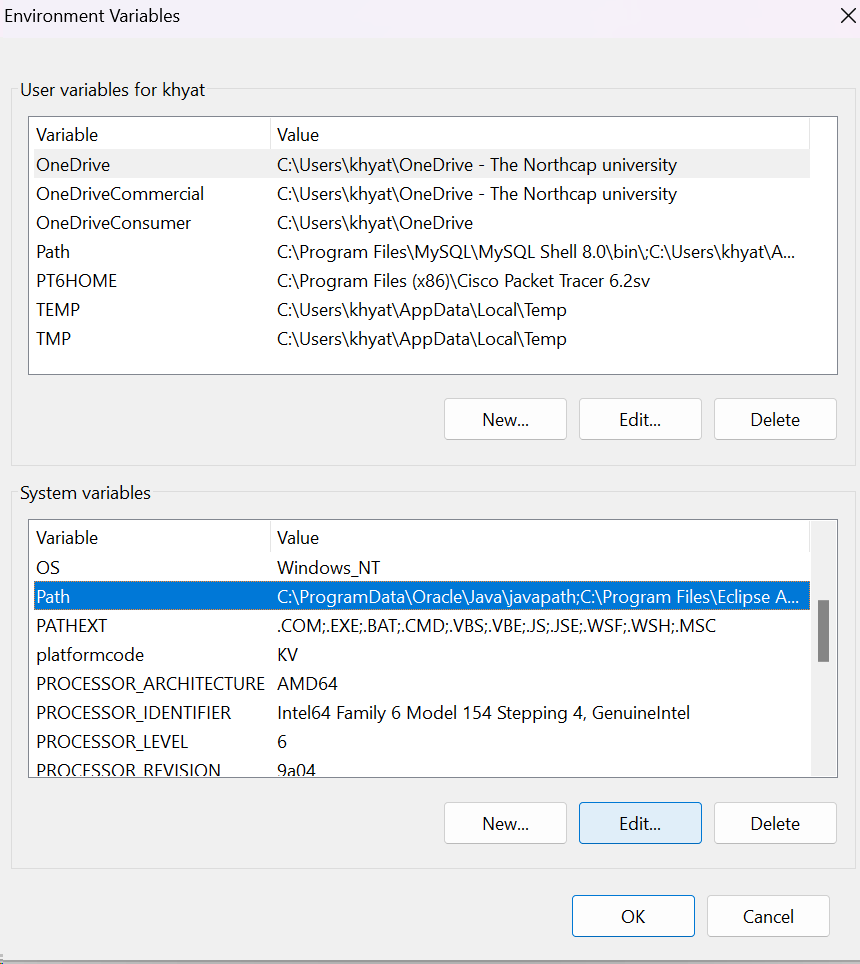 Environment Variables
User variables for khyat
Variable Value
OneDrive C:\Users\khyat\OneDrive - The Northcap university
OneDriveCommercial C:\Users\khyat\OneDrive - The Northcap university
OneDriveConsumer C:\Users\khyat\OneDrive
Path C:\Program Files\MySQL\MySQL Shell 8.0\bin\;C:\Users\khyat\A...
PT6HOME C:\Program Files (x86)\Cisco Packet Tracer 6.2sv
TEMP C:\Users\khyat\AppData\Local\Temp
TMP C:\Users\khyat\AppData\Local\Temp
New... Edit... Delete
System variables
Variable Value
OS Windows_NT
Path C:\ProgramData\Oracle\Java\javapath;C:\Program Files\Eclipse A...
PATHEXT .COM;.EXE;.BAT;.CMD;.VBS;.VBE;.JS;.JSE;.WSF;.WSH;.MSC
platformcode KV
PROCESSOR_ARCHITECTURE AMD64
PROCESSOR_IDENTIFIER Intel64 Family 6 Model 154 Stepping 4, GenuineIntel
PROCESSOR_LEVEL 6
PROCESSOR_REVISION 9a04
New... Edit... Delete
OK Cancel